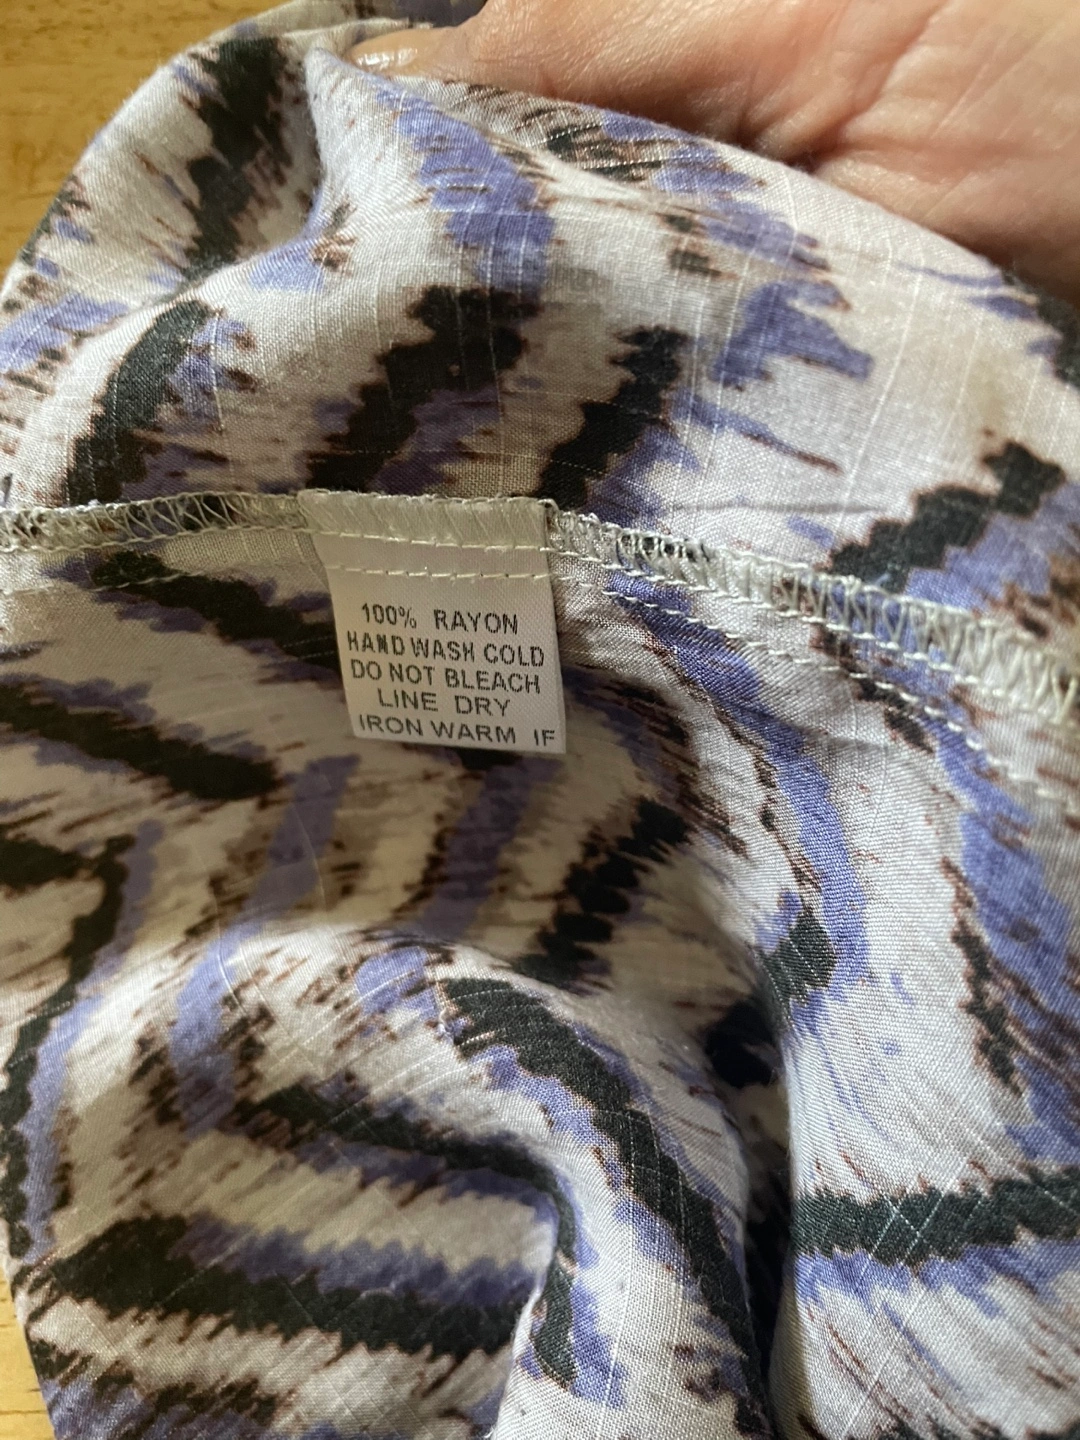 100% RAYON
HAND WASH COLD
DO NOT BLEACH
LINE DRY
IRON WARM IF